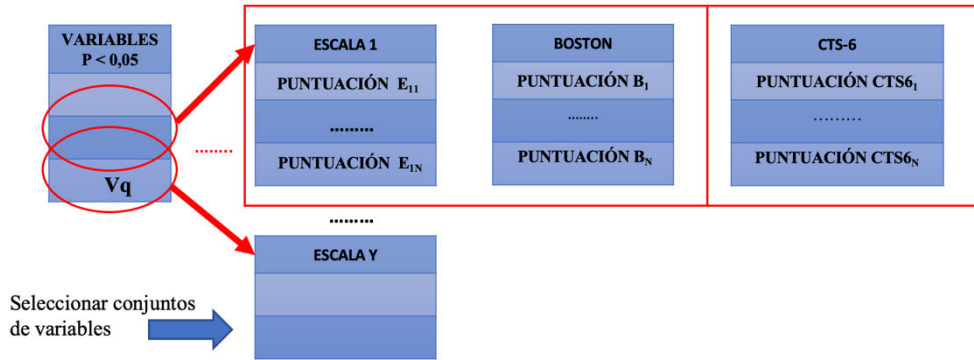 VARIABLES
P < 0,05
Vq
........
ESCALA 1
PUNTUACIÓN E11
.........
PUNTUACIÓN E1N
BOSTON
PUNTUACIÓN B1
........
PUNTUACIÓN BN
CTS-6
PUNTUACIÓN CTS61
.........
PUNTUACIÓN CTS6N
.........
ESCALA Y
Seleccionar conjuntos
de variables